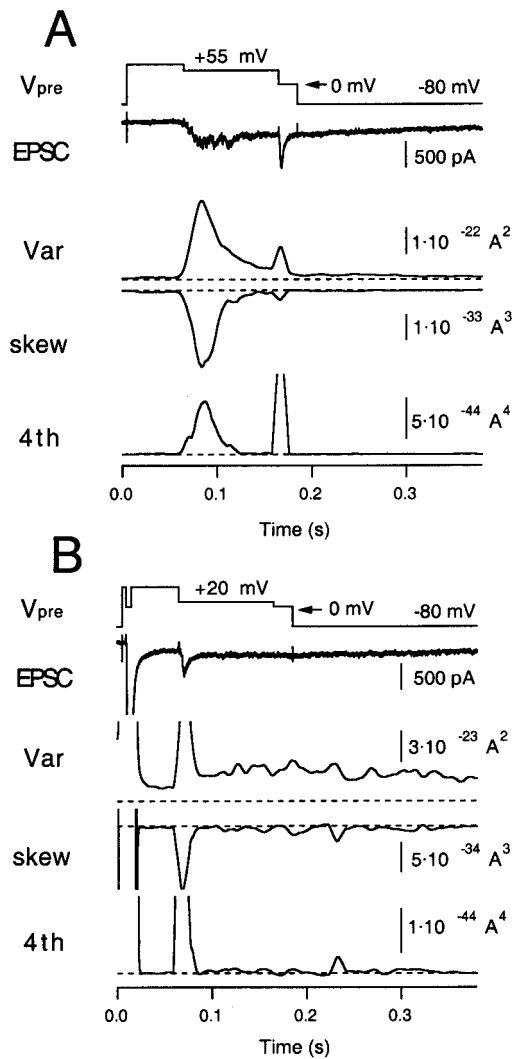 A
+55 mV
Vpre
0 mV
-80 mV
EPSC
500 pA
Var
1·10 -22 A2
skew
1·10 -33 A3
4th
5·10 -44 A4
0.0 0.1 0.2 0.3
Time (s)
B
+20 mV
Vpre
0 mV
-80 mV
EPSC
500 pA
Var
3·10 -23 A2
skew
5·10 -34 A3
4th
1·10 -44 A4
0.0 0.1 0.2 0.3
Time (s)